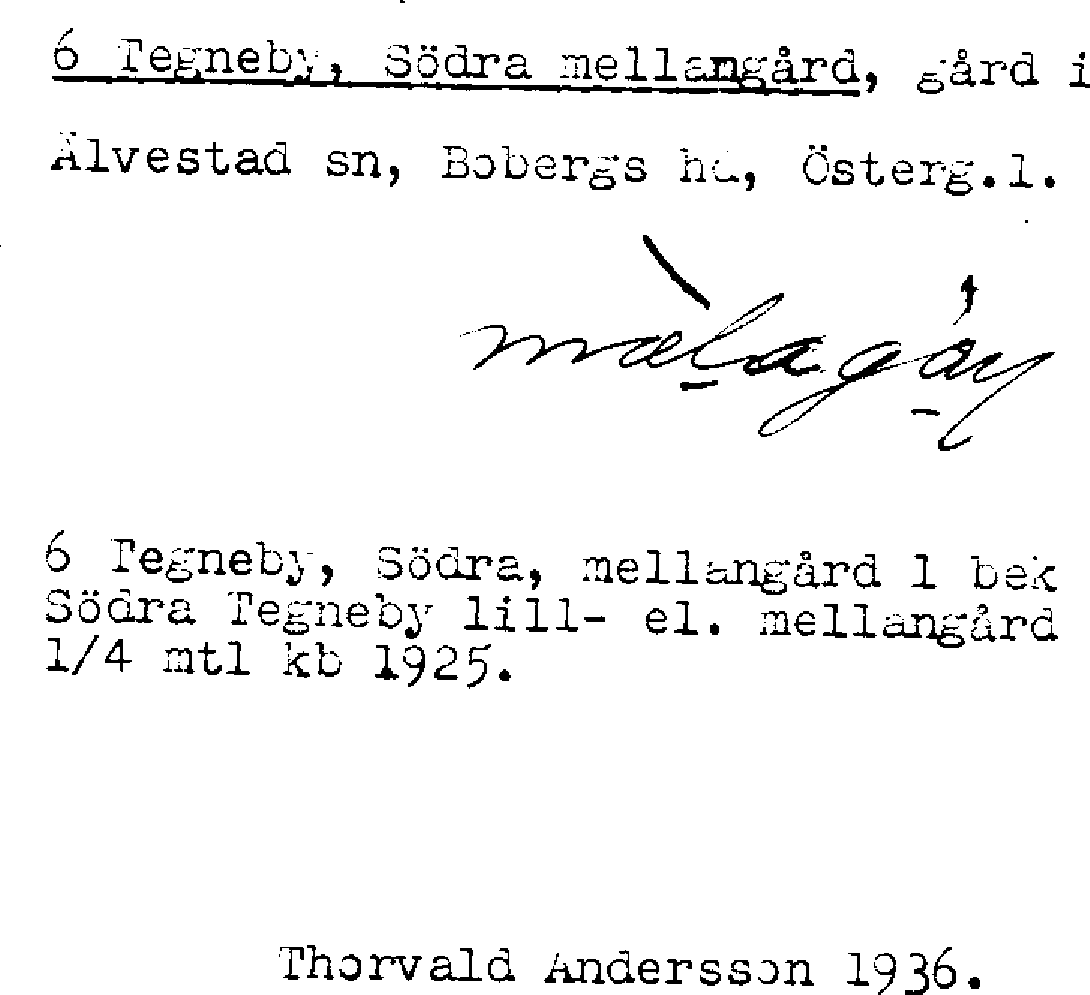 6 Tegneby, Södra mellangård, gård i
Älvestad sn, Bobergs hd, Österg.l.
6 Tegneby, Södra, mellangård 1 bek
Södra Tegneby lill- el. mellangård
1/4 mtl kb 1925.
Thorvald Andersson 1936.